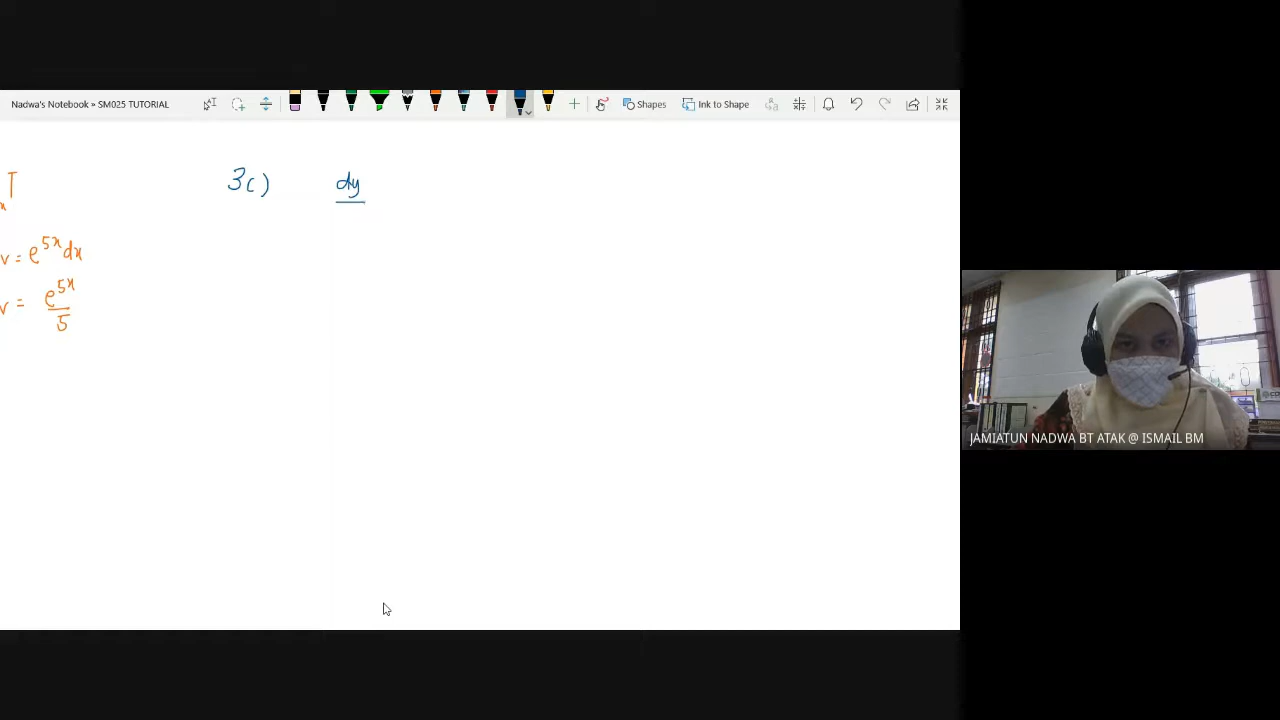 Nadwa's Notebook » SM025 TUTORIAL
Shapes
Ink to Shape
3c)
dy
v = e^{5x} dx
v = e^{5x}/5
JAMIATUN NADWA BT ATAK @ ISMAIL BM